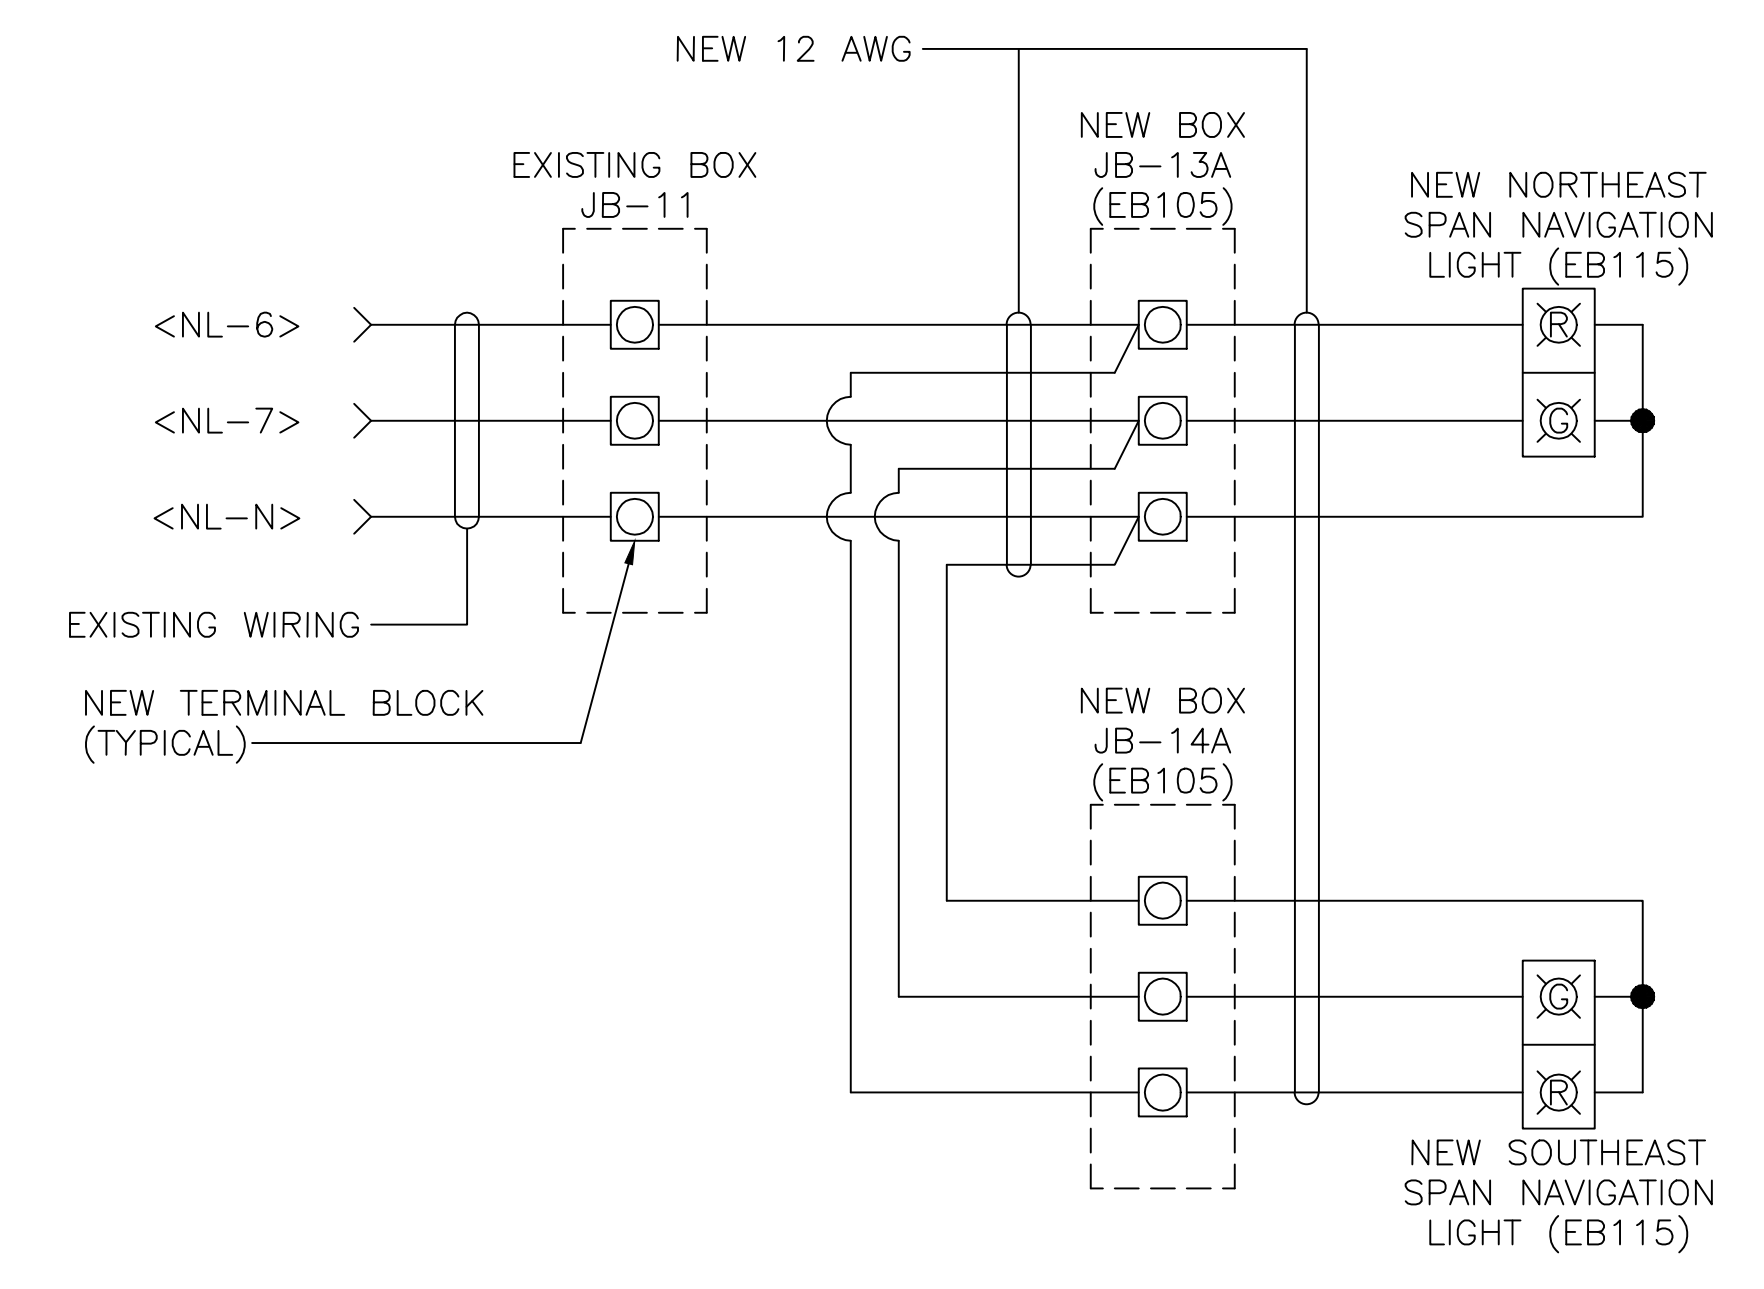 NEW 12 AWG
NEW BOX
JB-13A
(EB105)
EXISTING BOX
JB-11
NEW NORTHEAST
SPAN NAVIGATION
LIGHT (EB115)
<NL-6>
R
<NL-7>
G
<NL-N>
EXISTING WIRING
NEW TERMINAL BLOCK
(TYPICAL)
NEW BOX
JB-14A
(EB105)
G
R
NEW SOUTHEAST
SPAN NAVIGATION
LIGHT (EB115)